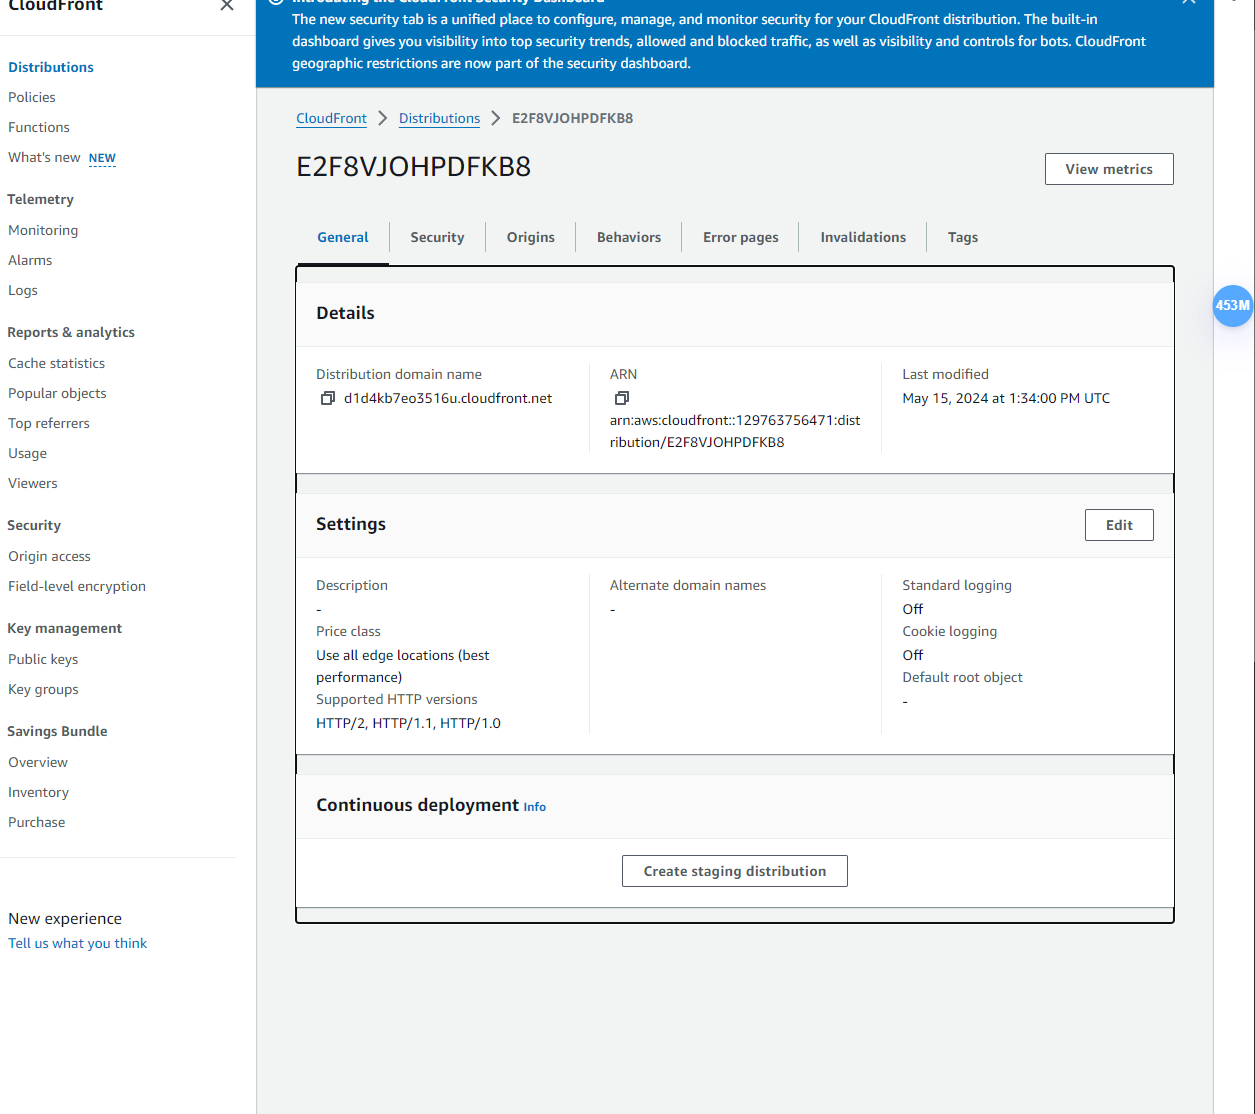 CloudFront
Distributions
Policies
Functions
What's new NEW
Telemetry
Monitoring
Alarms
Logs
Reports & analytics
Cache statistics
Popular objects
Top referrers
Usage
Viewers
Security
Origin access
Field-level encryption
Key management
Public keys
Key groups
Savings Bundle
Overview
Inventory
Purchase
New experience
Tell us what you think
Introducing the CloudFront Security Dashboard
The new security tab is a unified place to configure, manage, and monitor security for your CloudFront distribution. The built-in
dashboard gives you visibility into top security trends, allowed and blocked traffic, as well as visibility and controls for bots. CloudFront
geographic restrictions are now part of the security dashboard.
CloudFront > Distributions > E2F8VJOHPDFKB8
E2F8VJOHPDFKB8
View metrics
General Security Origins Behaviors Error pages Invalidations Tags
Details
Distribution domain name
d1d4kb7eo3516u.cloudfront.net
ARN
arn:aws:cloudfront::129763756471:dist
ribution/E2F8VJOHPDFKB8
Last modified
May 15, 2024 at 1:34:00 PM UTC
Settings
Edit
Description
-
Price class
Use all edge locations (best
performance)
Supported HTTP versions
HTTP/2, HTTP/1.1, HTTP/1.0
Alternate domain names
-
Standard logging
Off
Cookie logging
Off
Default root object
-
Continuous deployment Info
Create staging distribution
453M